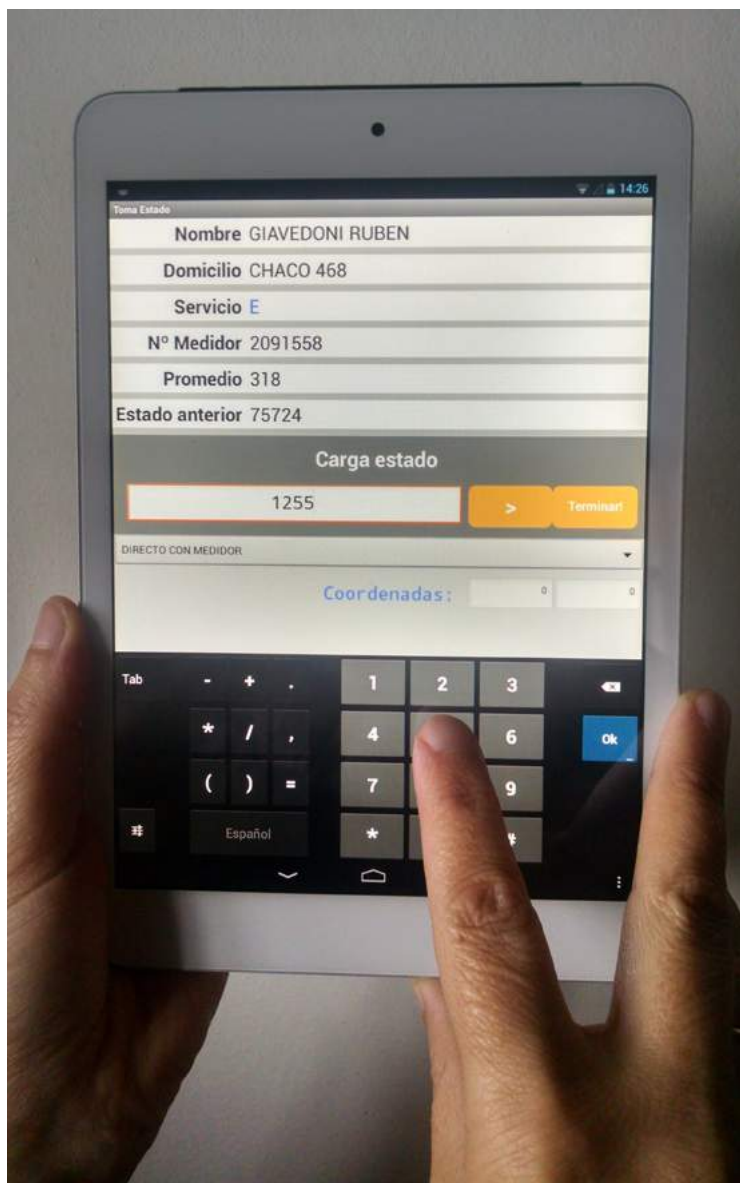 14:26
Toma Estado
Nombre GIAVEDONI RUBEN
Domicilio CHACO 468
Servicio E
Nº Medidor 2091558
Promedio 318
Estado anterior 75724
Carga estado
1255 > Terminar!
DIRECTO CON MEDIDOR
Coordenadas: 0 0
Tab - + . 1 2 3
* / , 4 6 Ok
( ) = 7 9
Español * #